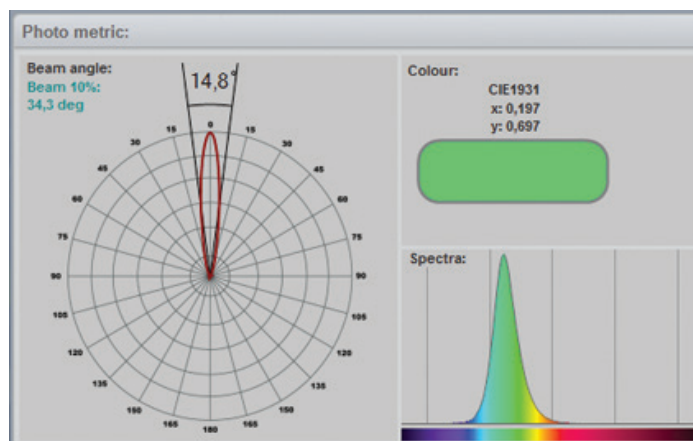 Photo metric:
Beam angle:
Beam 10%:
34,3 deg
14,8°
0
15
15
30
30
45
45
60
60
75
75
90
90
105
105
120
120
135
135
150
150
165
165
180
Colour:
CIE1931
x: 0,197
y: 0,697
Spectra: